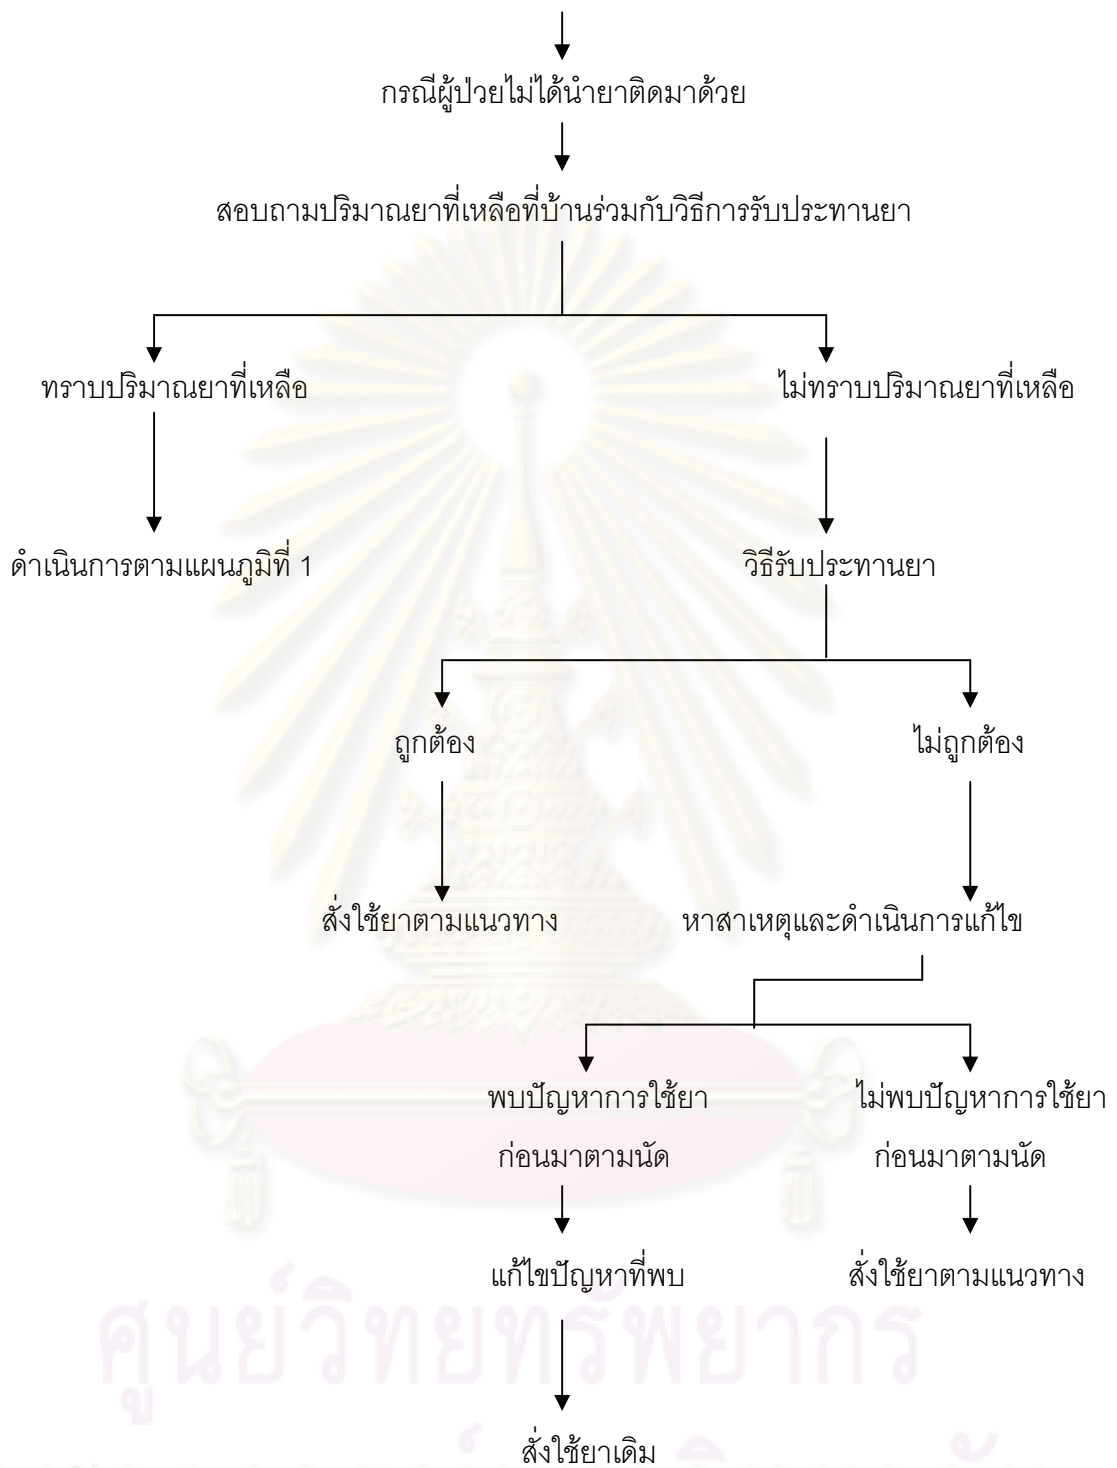 กรณีผู้ป่วยไม่ได้นำยาติดมาด้วย
สอบถามปริมาณยาที่เหลือที่บ้านร่วมกับวิธีการรับประทานยา
ทราบปริมาณยาที่เหลือ
ไม่ทราบปริมาณยาที่เหลือ
ดำเนินการตามแผนภูมิที่ 1
วิธีรับประทานยา
ถูกต้อง
ไม่ถูกต้อง
สั่งใช้ยาตามแนวทาง
หาสาเหตุและดำเนินการแก้ไข
พบปัญหาการใช้ยา
ก่อนมาตามนัด
ไม่พบปัญหาการใช้ยา
ก่อนมาตามนัด
แก้ไขปัญหาที่พบ
สั่งใช้ยาตามแนวทาง
ศูนย์วิทยทรัพยากร
สั่งใช้ยาเดิม